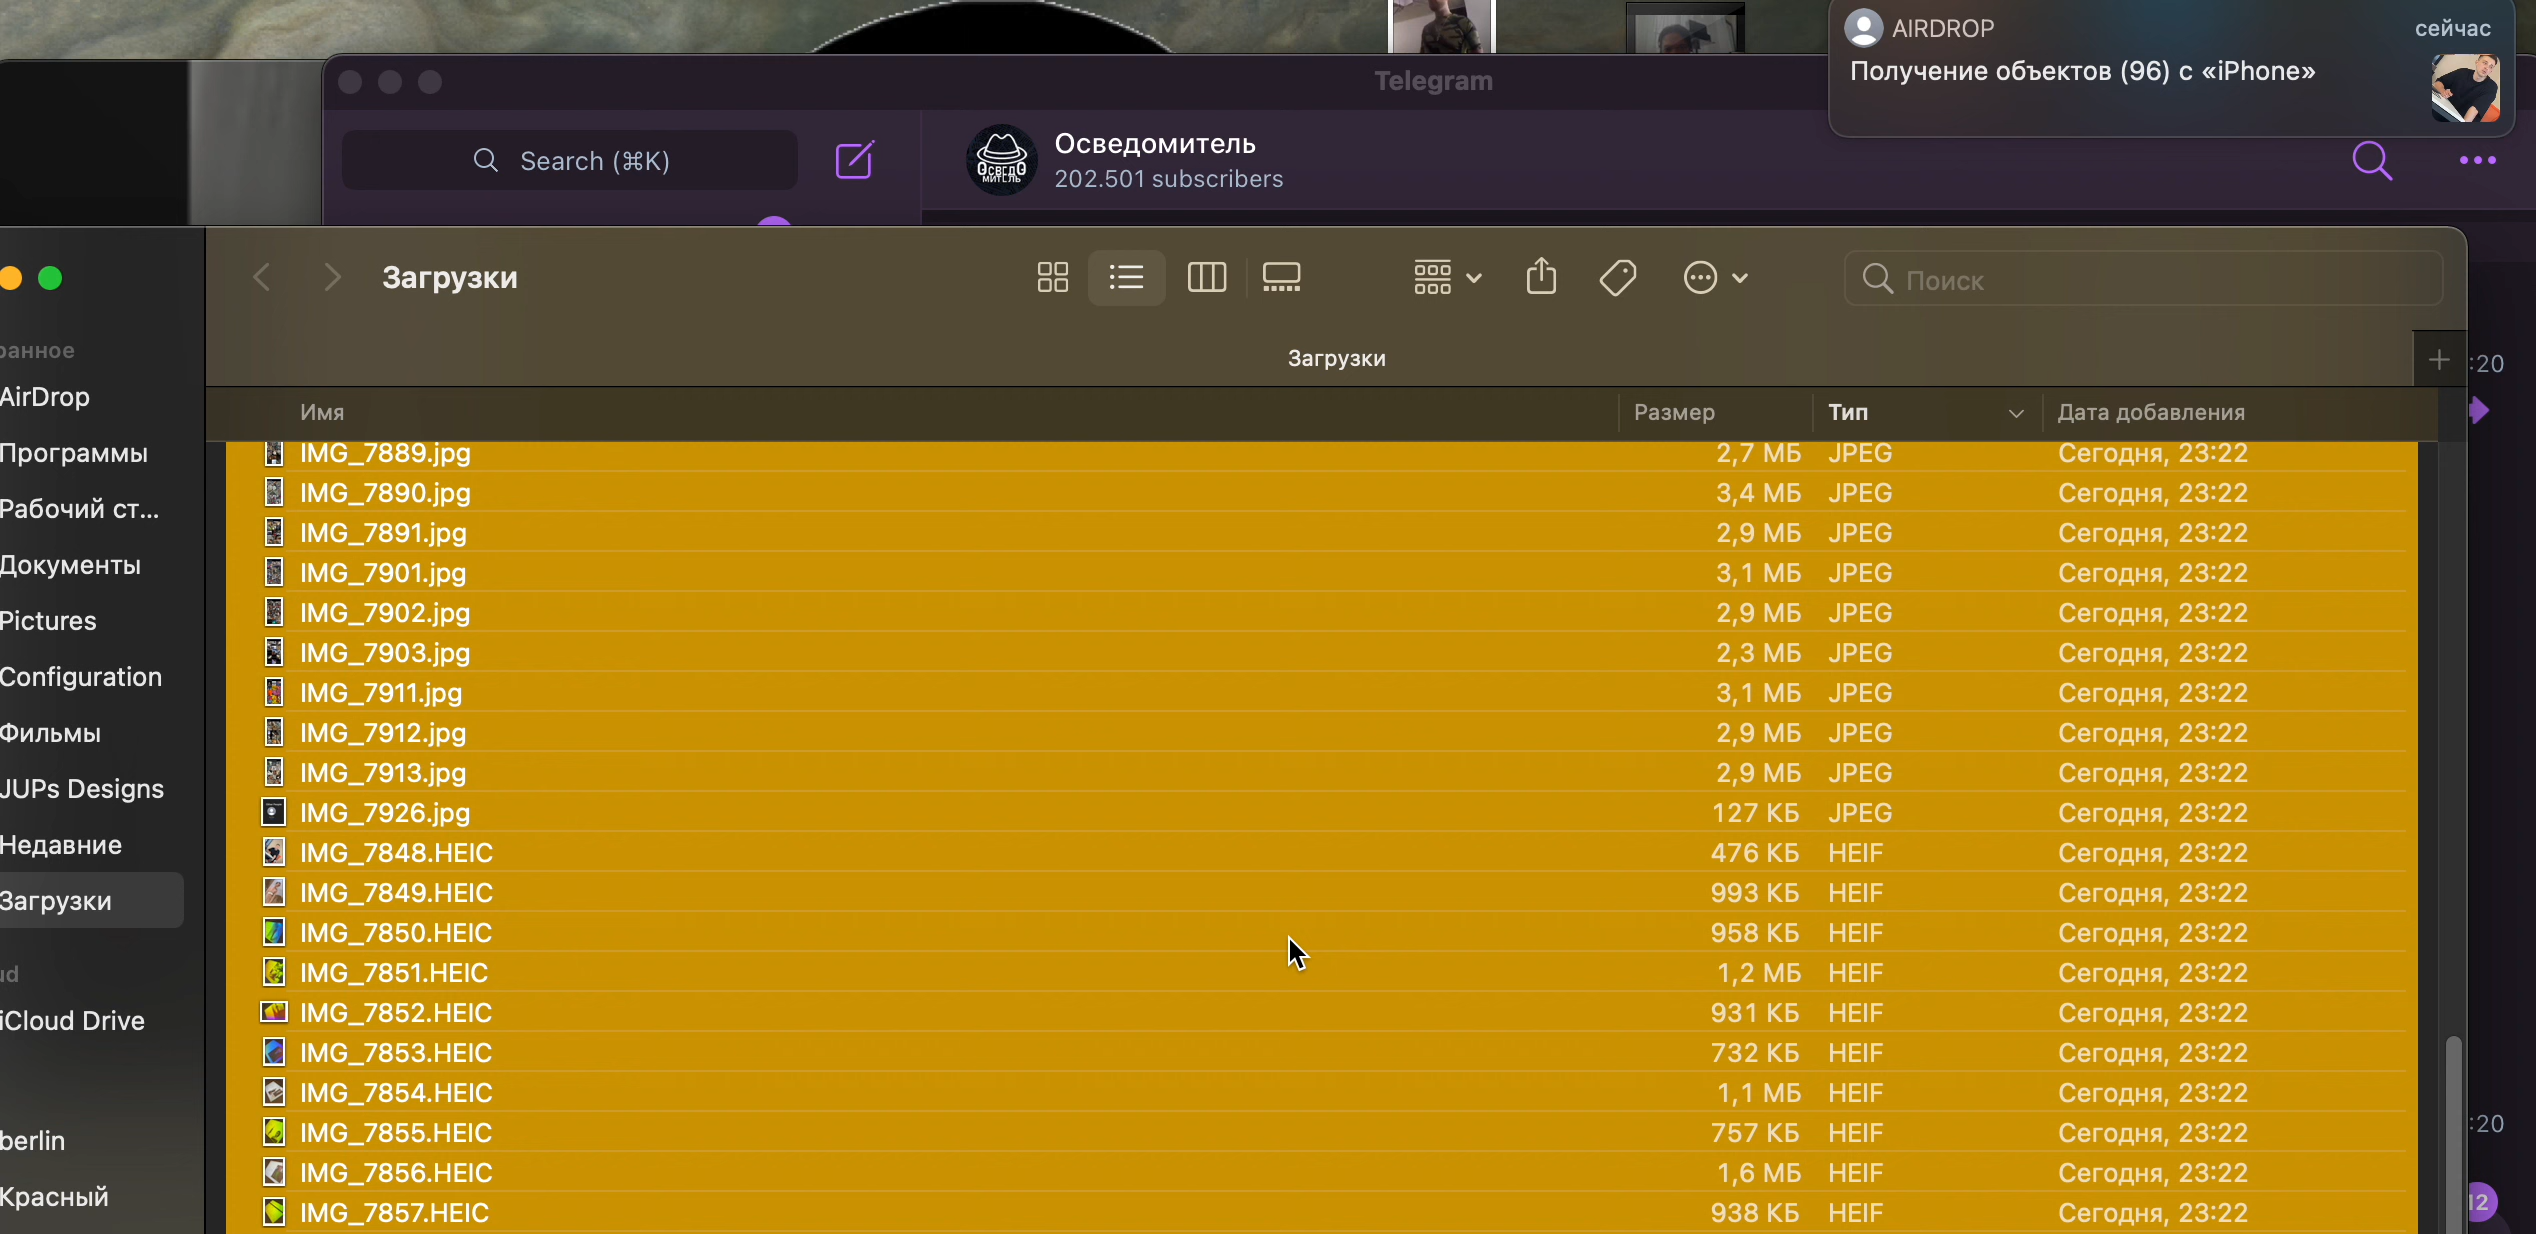 AIRDROP
сейчас
Получение объектов (96) с «iPhone»
Telegram
Search (⌘K)
ОСВЕДОМИТЕЛЬ
Осведомитель
202.501 subscribers
Загрузки
Поиск
Загрузки
:20
ранное
AirDrop
Программы
Рабочий ст...
Документы
Pictures
Configuration
Фильмы
JUPs Designs
Недавние
Загрузки
ud
iCloud Drive
berlin
Красный
Имя Размер Тип Дата добавления
IMG_7889.jpg 2,7 МБ JPEG Сегодня, 23:22
IMG_7890.jpg 3,4 МБ JPEG Сегодня, 23:22
IMG_7891.jpg 2,9 МБ JPEG Сегодня, 23:22
IMG_7901.jpg 3,1 МБ JPEG Сегодня, 23:22
IMG_7902.jpg 2,9 МБ JPEG Сегодня, 23:22
IMG_7903.jpg 2,3 МБ JPEG Сегодня, 23:22
IMG_7911.jpg 3,1 МБ JPEG Сегодня, 23:22
IMG_7912.jpg 2,9 МБ JPEG Сегодня, 23:22
IMG_7913.jpg 2,9 МБ JPEG Сегодня, 23:22
IMG_7926.jpg 127 КБ JPEG Сегодня, 23:22
IMG_7848.HEIC 476 КБ HEIF Сегодня, 23:22
IMG_7849.HEIC 993 КБ HEIF Сегодня, 23:22
IMG_7850.HEIC 958 КБ HEIF Сегодня, 23:22
IMG_7851.HEIC 1,2 МБ HEIF Сегодня, 23:22
IMG_7852.HEIC 931 КБ HEIF Сегодня, 23:22
IMG_7853.HEIC 732 КБ HEIF Сегодня, 23:22
IMG_7854.HEIC 1,1 МБ HEIF Сегодня, 23:22
IMG_7855.HEIC 757 КБ HEIF Сегодня, 23:22
IMG_7856.HEIC 1,6 МБ HEIF Сегодня, 23:22
IMG_7857.HEIC 938 КБ HEIF Сегодня, 23:22
:20
12